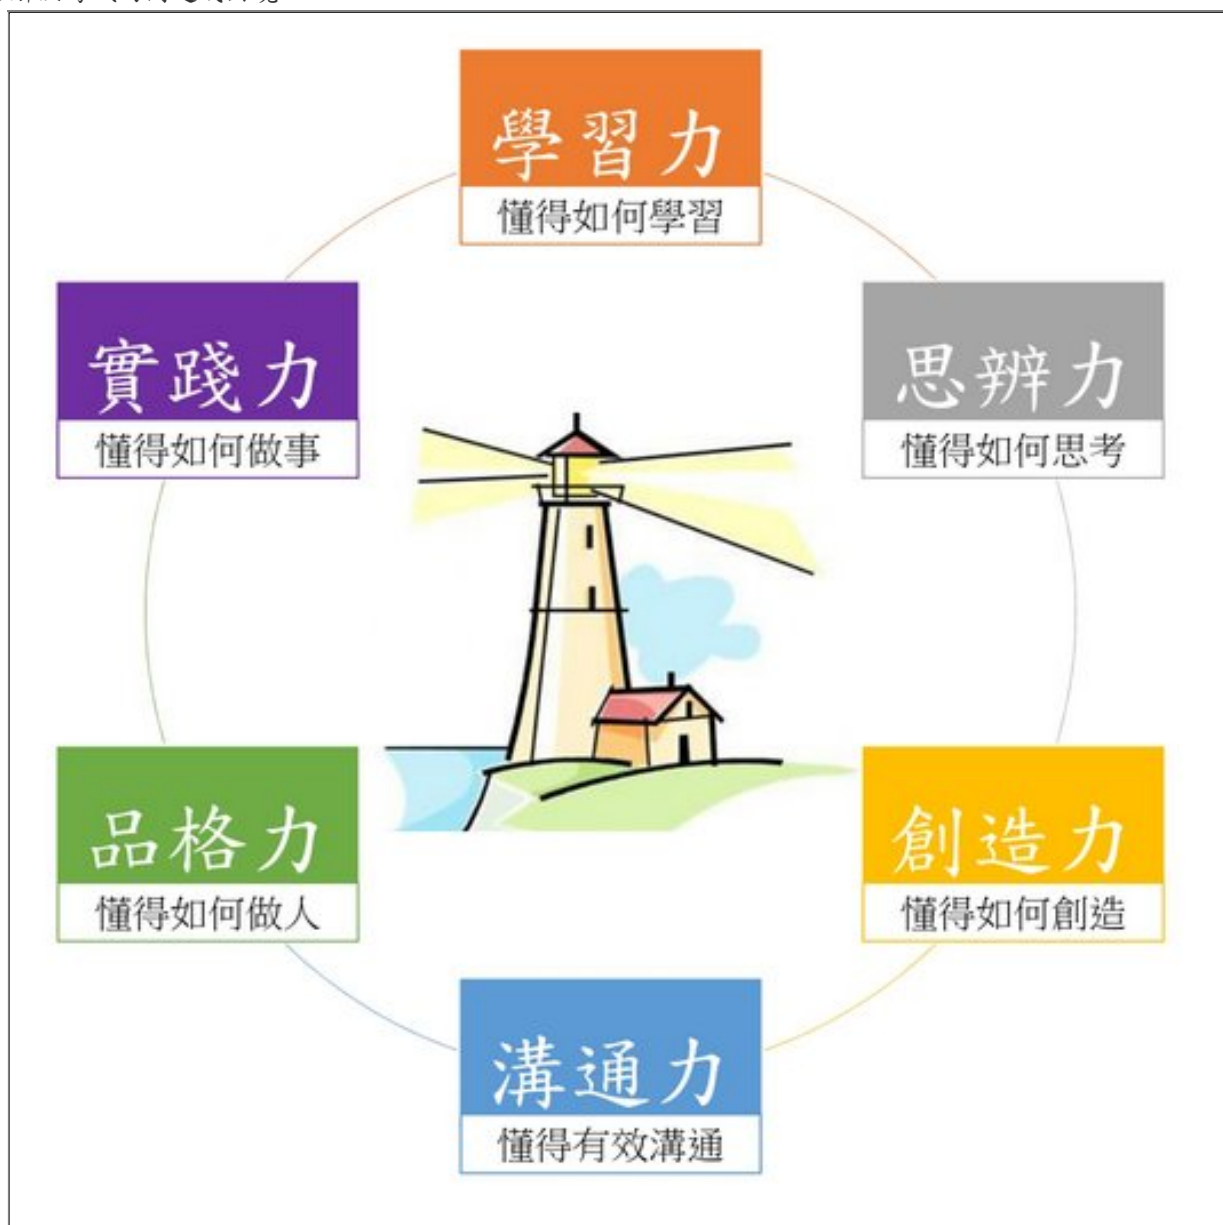 學習力
懂得如何學習
思辨力
懂得如何思考
創造力
懂得如何創造
溝通力
懂得有效溝通
品格力
懂得如何做人
實踐力
懂得如何做事